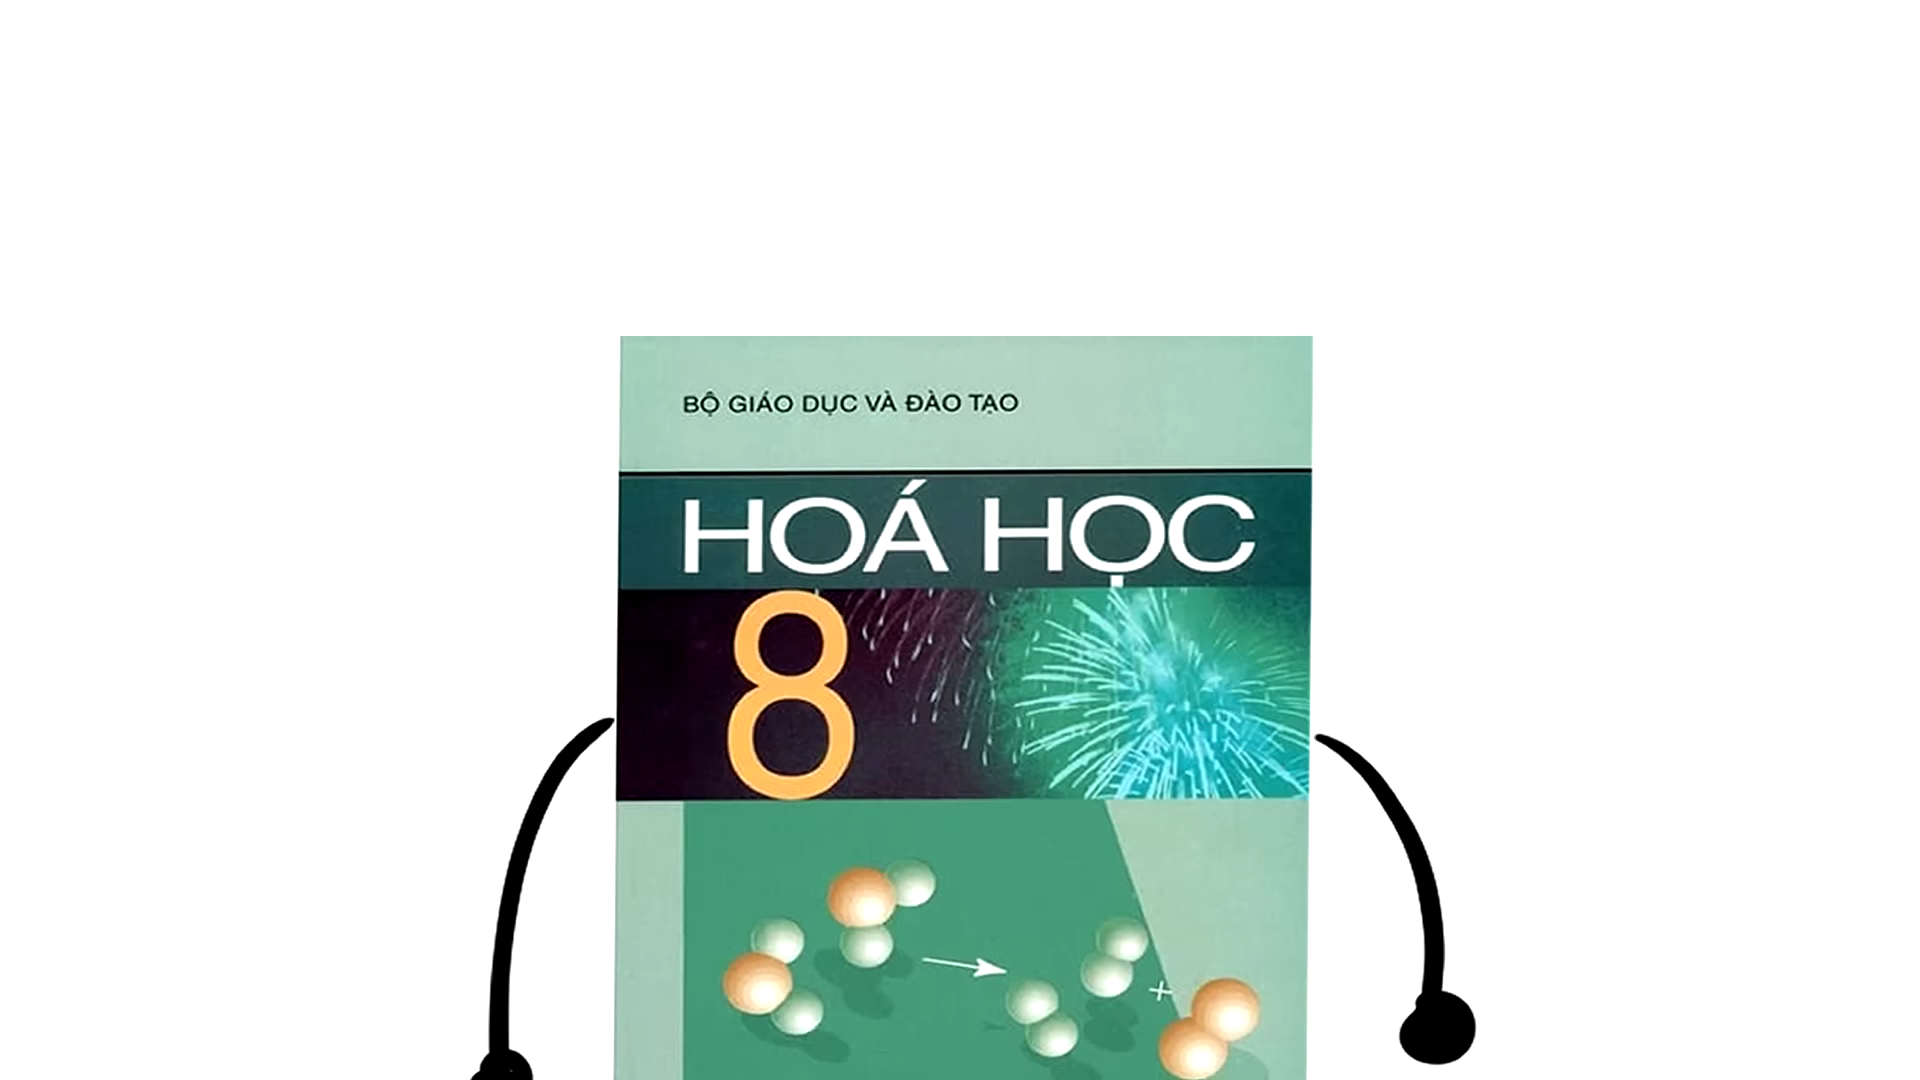 BỘ GIÁO DỤC VÀ ĐÀO TẠO
HOÁ HỌC
8
+